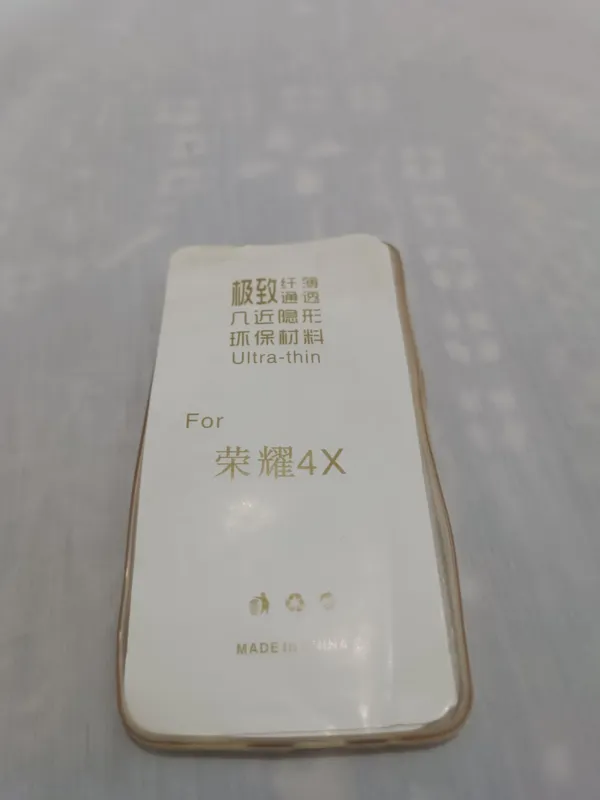 极致 纤薄
通透
几近隐形
环保材料
Ultra-thin
For
荣耀4X
MADE IN CHINA